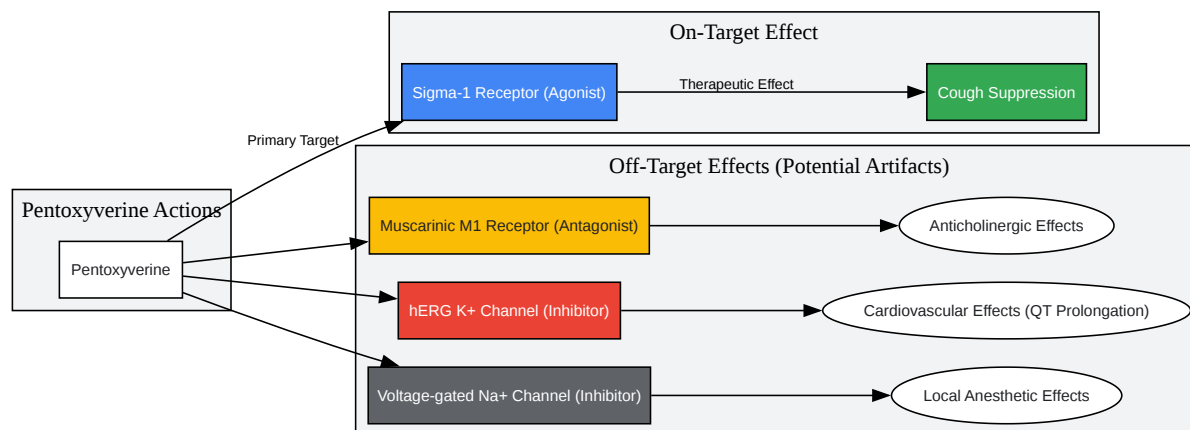 On-Target Effect
Sigma-1 Receptor (Agonist)
Therapeutic Effect
Cough Suppression
Primary Target
Off-Target Effects (Potential Artifacts)
Pentoxyverine Actions
Pentoxyverine
Muscarinic M1 Receptor (Antagonist)
Anticholinergic Effects
hERG K+ Channel (Inhibitor)
Cardiovascular Effects (QT Prolongation)
Voltage-gated Na+ Channel (Inhibitor)
Local Anesthetic Effects